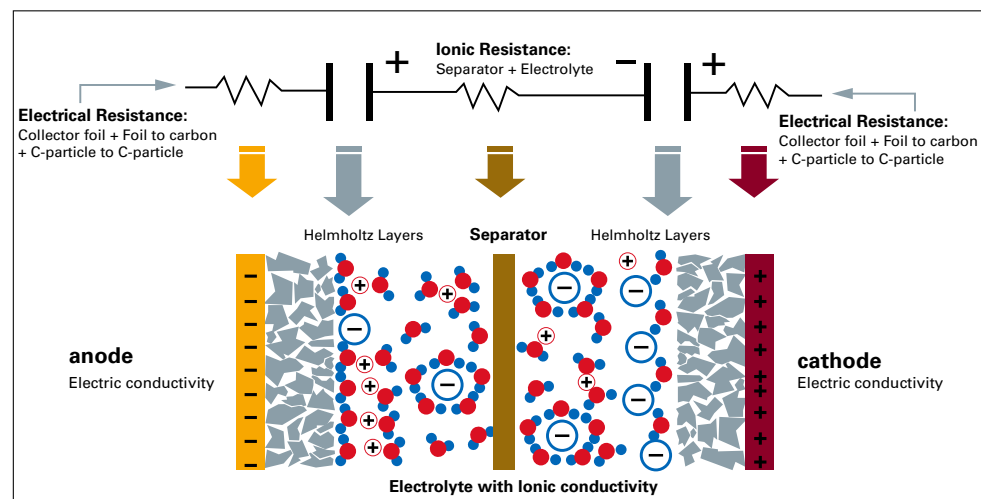 +
Ionic Resistance:
Separator + Electrolyte
-
+
Electrical Resistance:
Collector foil + Foil to carbon
+ C-particle to C-particle
Electrical Resistance:
Collector foil + Foil to carbon
+ C-particle to C-particle
Helmholtz Layers
Separator
Helmholtz Layers
anode
Electric conductivity
cathode
Electric conductivity
Electrolyte with Ionic conductivity